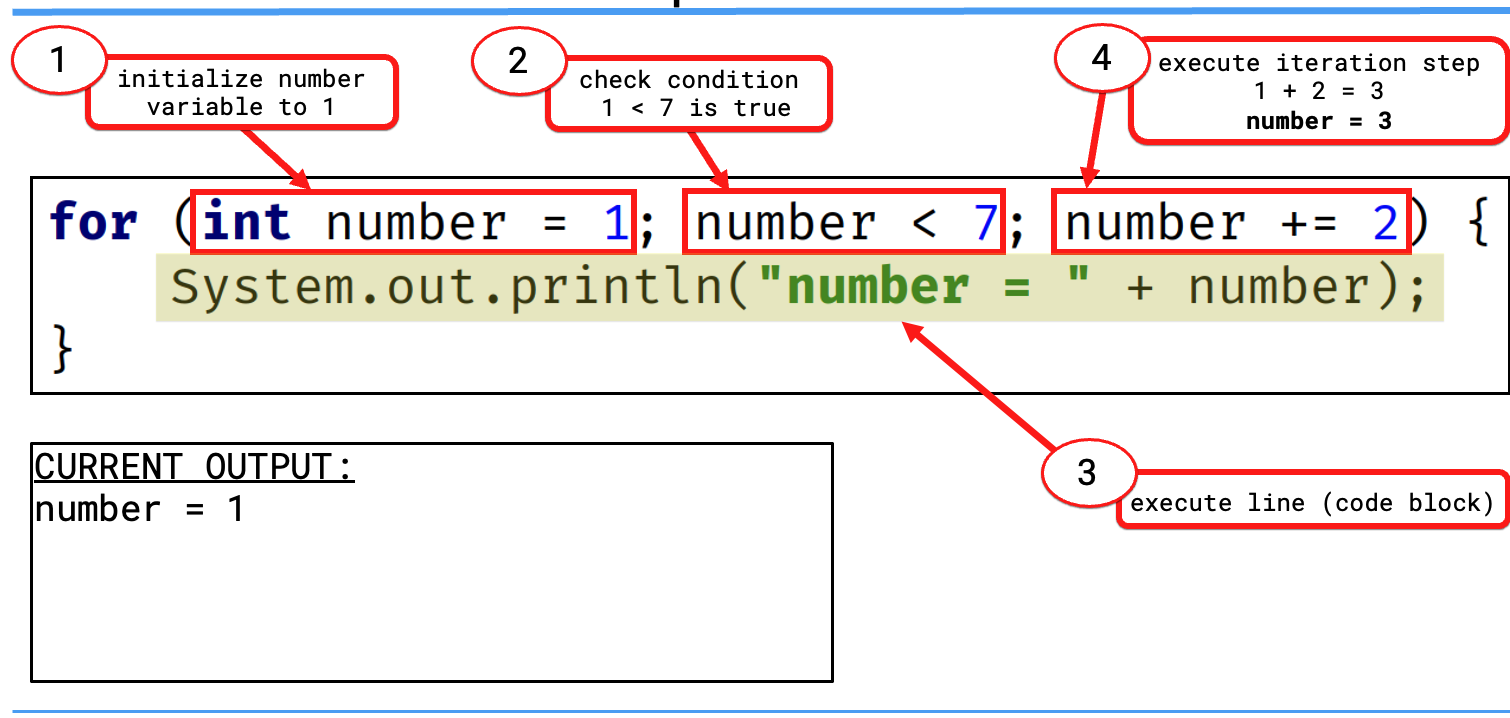 1
initialize number
variable to 1
2
check condition
1 < 7 is true
4
execute iteration step
1 + 2 = 3
number = 3
for (int number = 1; number < 7; number += 2) {
System.out.println("number = " + number);
}
CURRENT OUTPUT:
number = 1
3
execute line (code block)